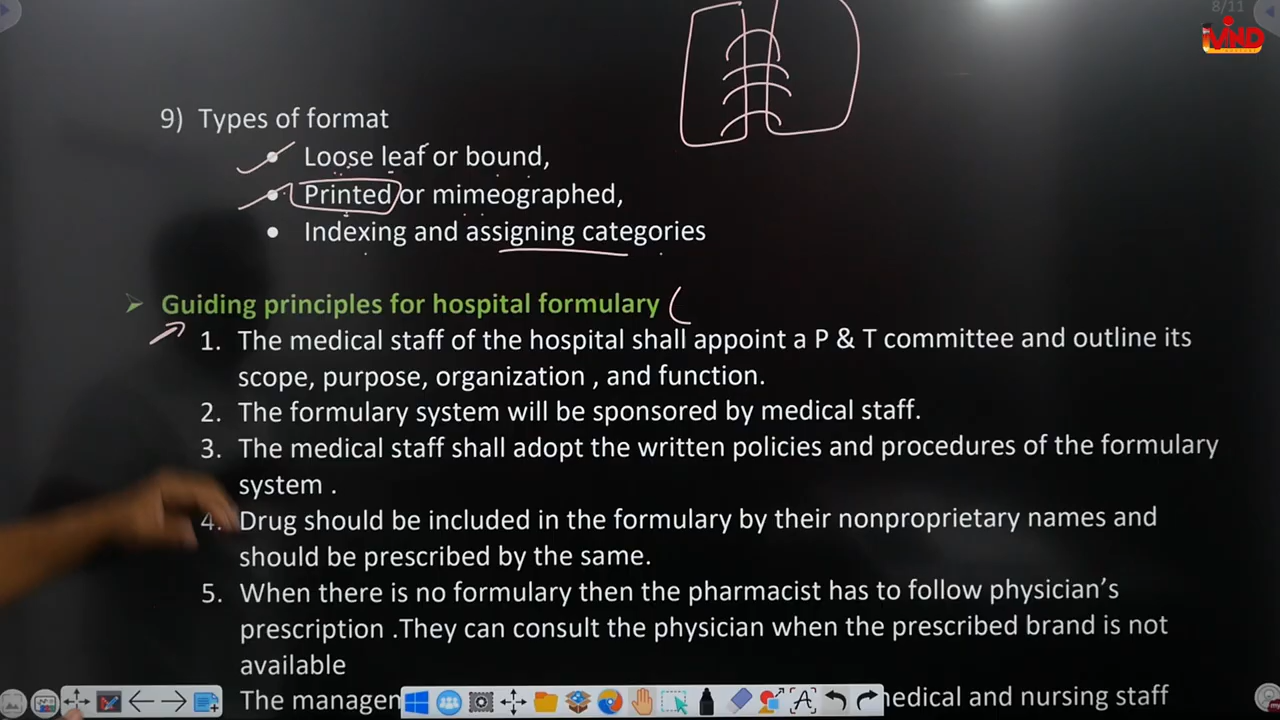 8/11
9) Types of format
• Loose leaf or bound,
• Printed or mimeographed,
• Indexing and assigning categories
➢ Guiding principles for hospital formulary
1. The medical staff of the hospital shall appoint a P & T committee and outline its
scope, purpose, organization , and function.
2. The formulary system will be sponsored by medical staff.
3. The medical staff shall adopt the written policies and procedures of the formulary
system .
4. Drug should be included in the formulary by their nonproprietary names and
should be prescribed by the same.
5. When there is no formulary then the pharmacist has to follow physician's
prescription .They can consult the physician when the prescribed brand is not
available
The managem
medical and nursing staff